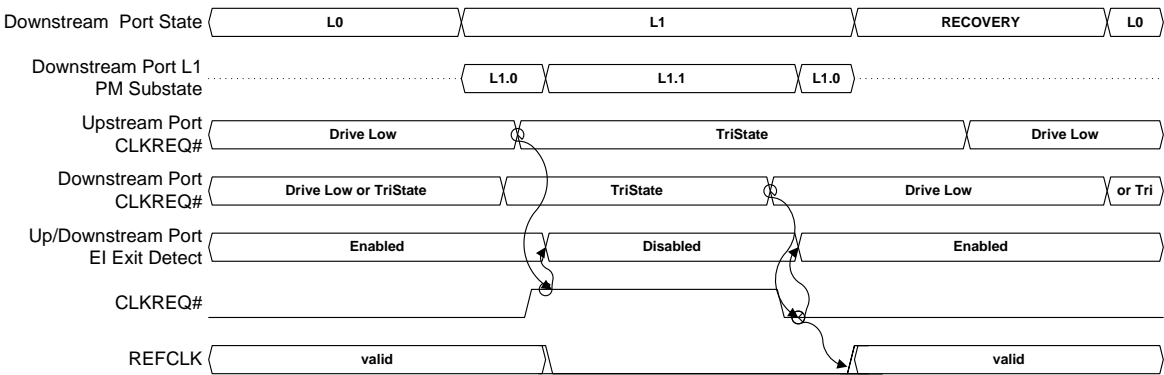 Downstream Port State L0 L1 RECOVERY L0
Downstream Port L1
PM Substate
L1.0 L1.1 L1.0
Upstream Port
CLKREQ#
Drive Low TriState Drive Low
Downstream Port
CLKREQ#
Drive Low or TriState TriState Drive Low or Tri
Up/Downstream Port
EI Exit Detect
Enabled Disabled Enabled
CLKREQ#
REFCLK valid valid